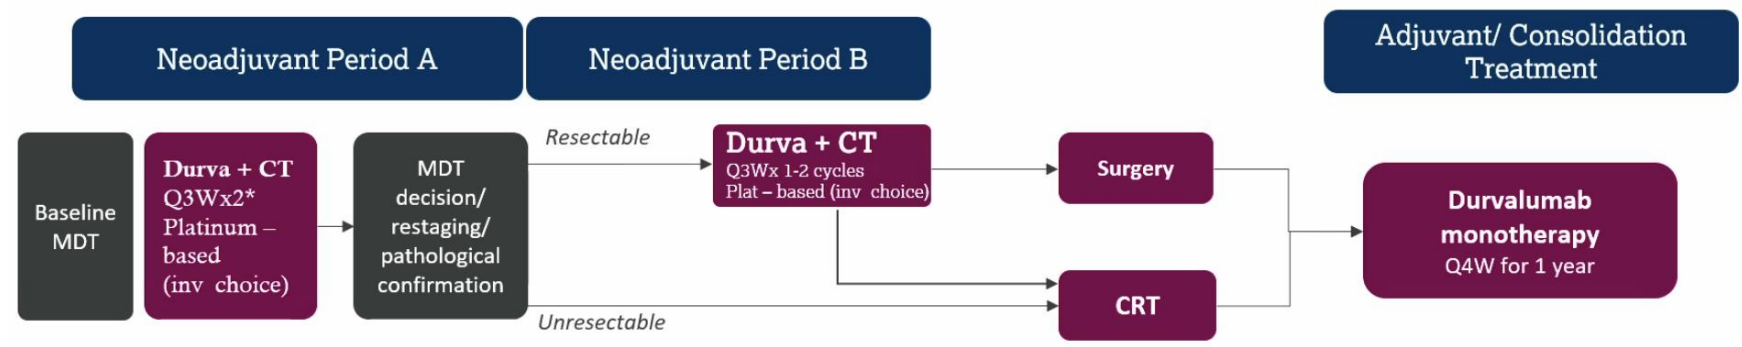 Neoadjuvant Period A
Neoadjuvant Period B
Adjuvant/ Consolidation
Treatment
Baseline
MDT
Durva + CT
Q3Wx2*
Platinum –
based
(inv choice)
MDT
decision/
restaging/
pathological
confirmation
Resectable
Unresectable
Durva + CT
Q3Wx 1-2 cycles
Plat – based (inv choice)
Surgery
CRT
Durvalumab
monotherapy
Q4W for 1 year